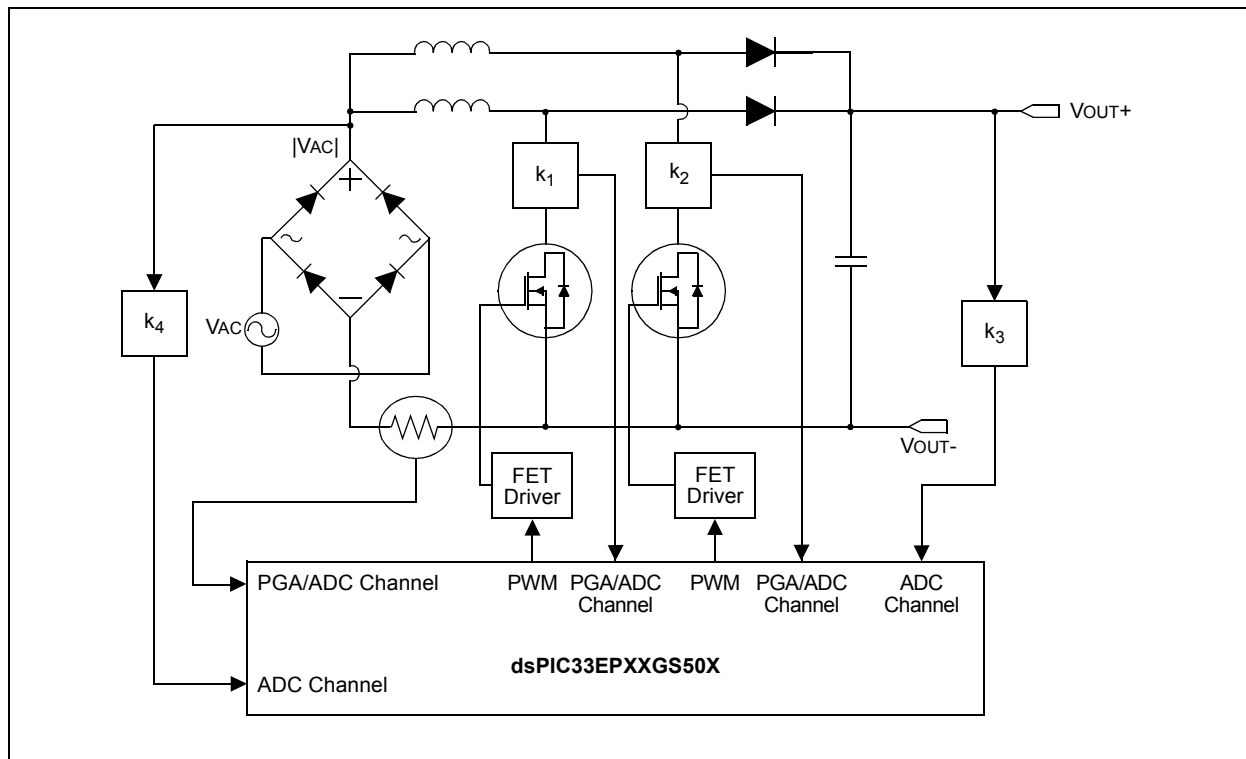 VOUT+
|VAC|
k1
k2
+
k4
VAC
−
k3
VOUT-
FET
Driver
FET
Driver
PGA/ADC Channel
PWM
PGA/ADC
Channel
PWM
PGA/ADC
Channel
ADC
Channel
dsPIC33EPXXGS50X
ADC Channel